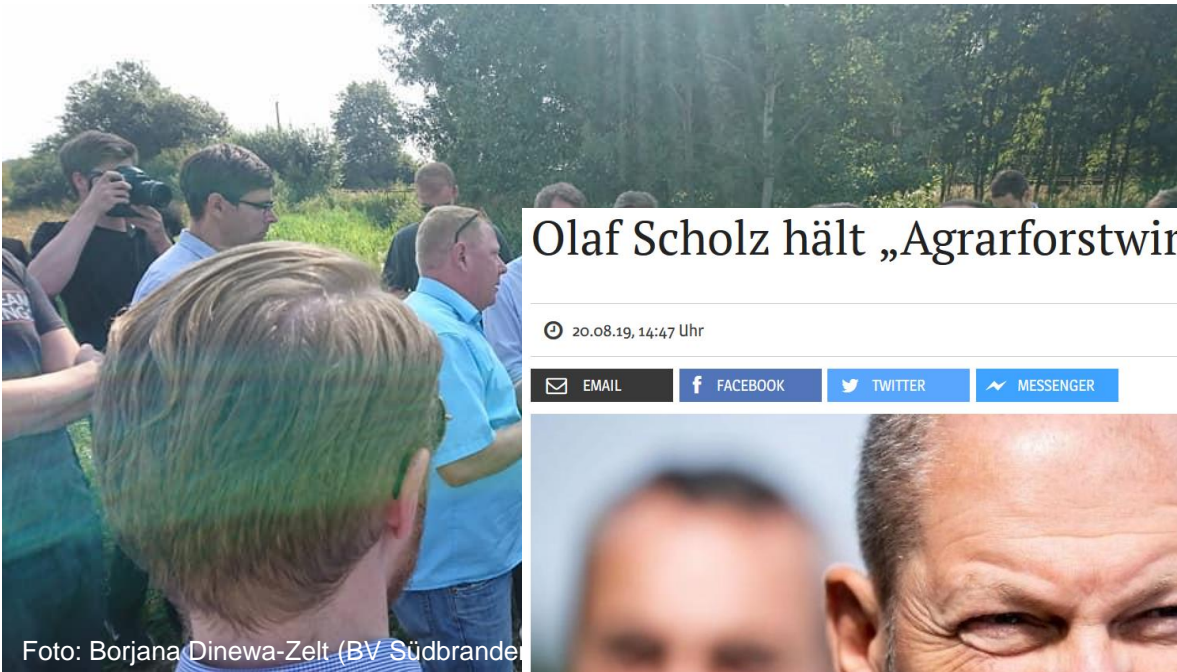 Olaf Scholz hält „Agrarforstwir
20.08.19, 14:47 Uhr
EMAIL FACEBOOK TWITTER MESSENGER
Foto: Borjana Dinewa-Zelt (BV Südbranden